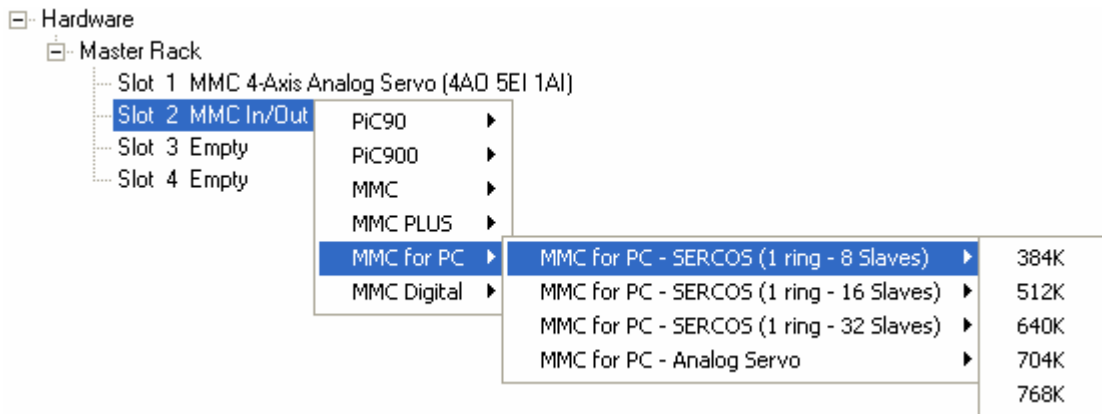 Hardware
Master Rack
Slot 1 MMC 4-Axis Analog Servo (4AO 5EI 1AI)
Slot 2 MMC In/Out
Slot 3 Empty
Slot 4 Empty
PiC90
PiC900
MMC
MMC PLUS
MMC for PC
MMC Digital
MMC for PC - SERCOS (1 ring - 8 Slaves)
MMC for PC - SERCOS (1 ring - 16 Slaves)
MMC for PC - SERCOS (1 ring - 32 Slaves)
MMC for PC - Analog Servo
384K
512K
640K
704K
768K